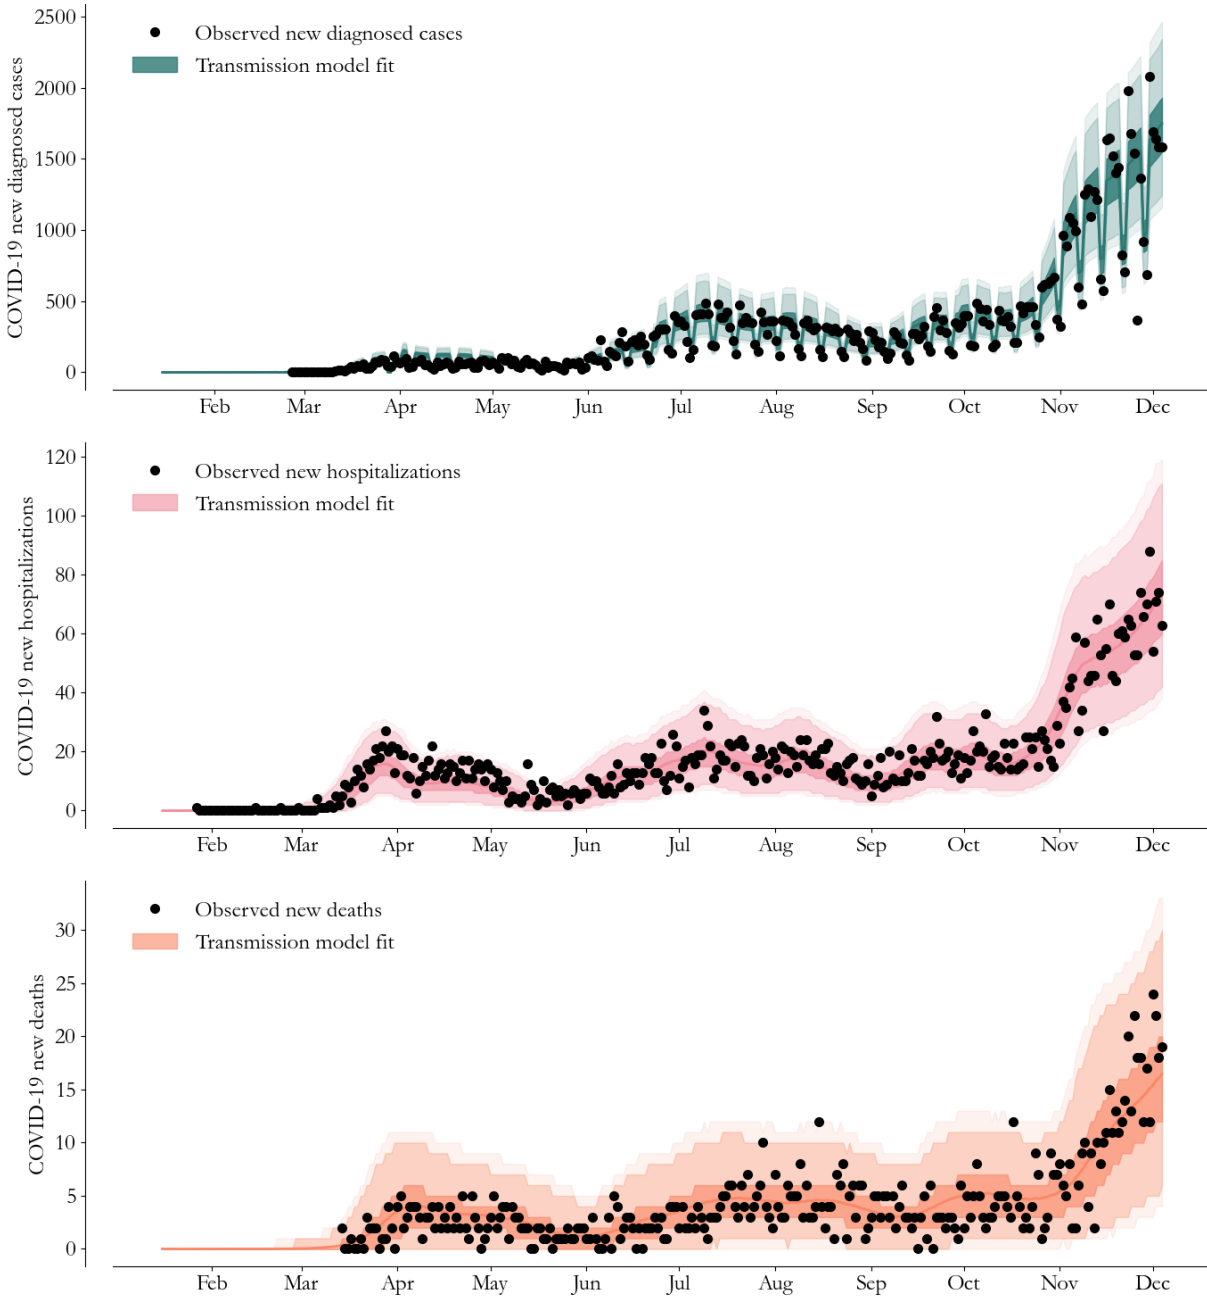 COVID-19 new diagnosed cases
2500
2000
1500
1000
500
0
Observed new diagnosed cases
Transmission model fit
Feb Mar Apr May Jun Jul Aug Sep Oct Nov Dec
COVID-19 new hospitalizations
120
100
80
60
40
20
0
Observed new hospitalizations
Transmission model fit
Feb Mar Apr May Jun Jul Aug Sep Oct Nov Dec
COVID-19 new deaths
30
25
20
15
10
5
0
Observed new deaths
Transmission model fit
Feb Mar Apr May Jun Jul Aug Sep Oct Nov Dec